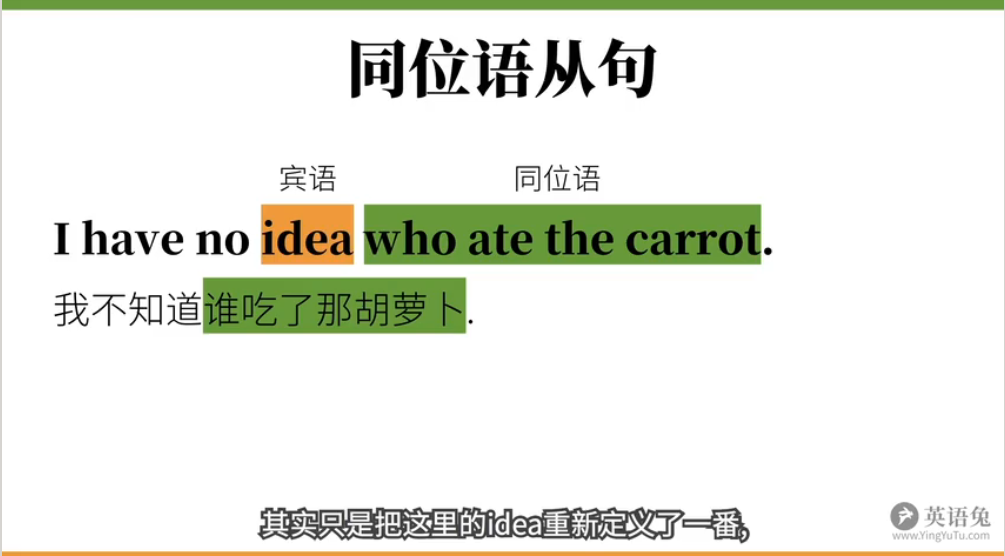 同位语从句
宾语 同位语
I have no idea who ate the carrot.
我不知道谁吃了那胡萝卜.
其实只是把这里的idea重新定义了一番,
英语兔
www.YingYuTu.com